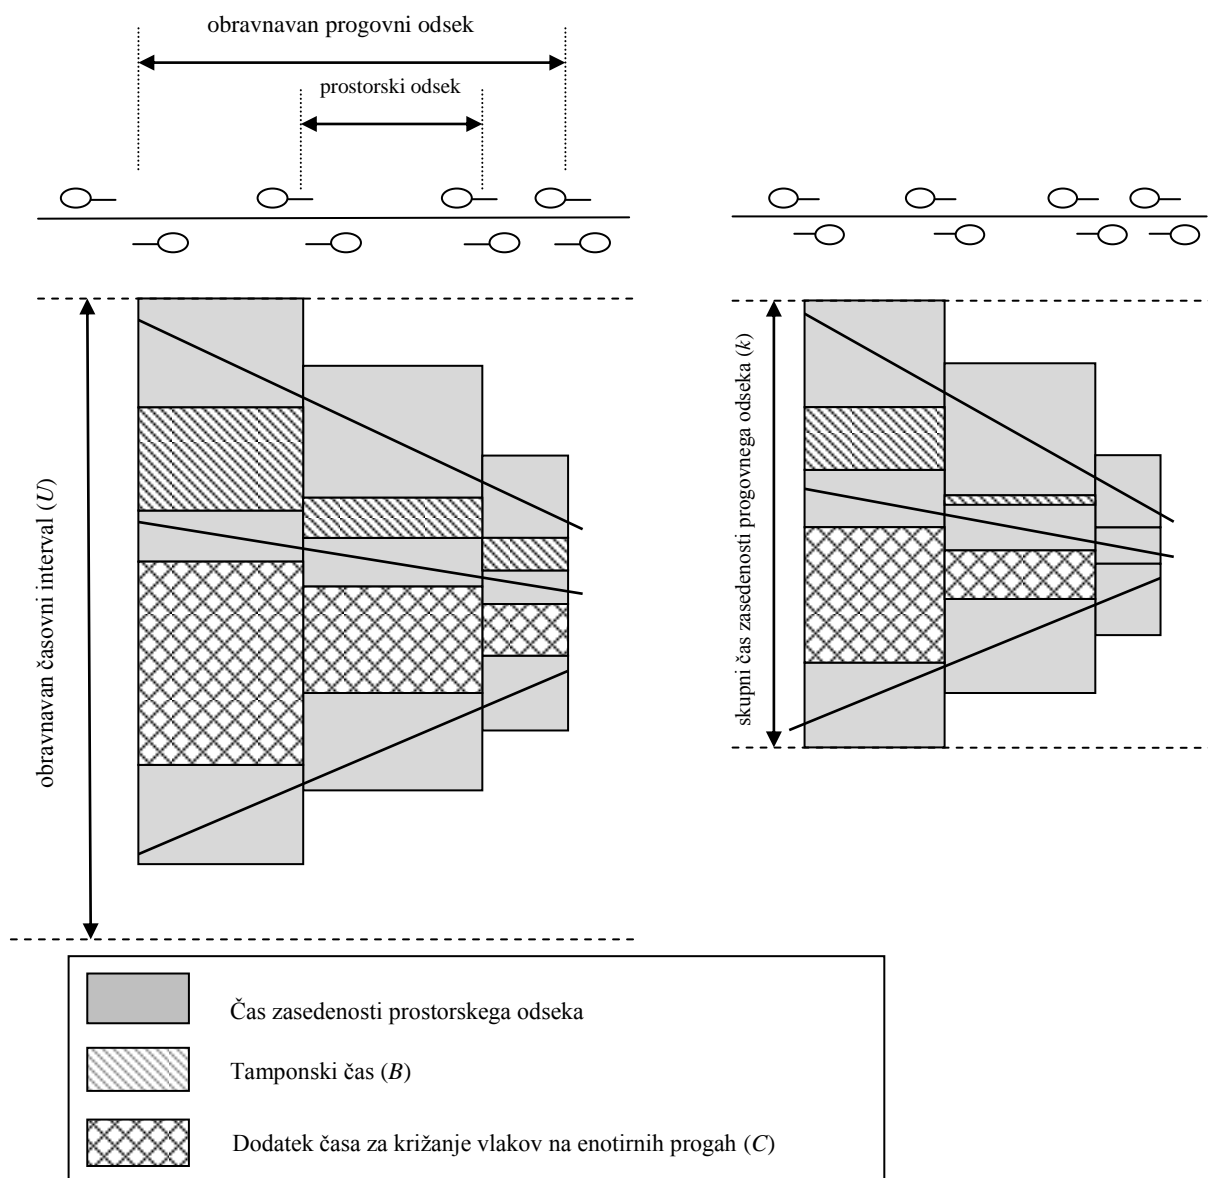 obravnavan progovni odsek
prostorski odsek
obravnavan časovni interval (U)
skupni čas zasedenosti progovnega odseka (k)
Čas zasedenosti prostorskega odseka
Tamponski čas (B)
Dodatek časa za križanje vlakov na enotirnih progah (C)